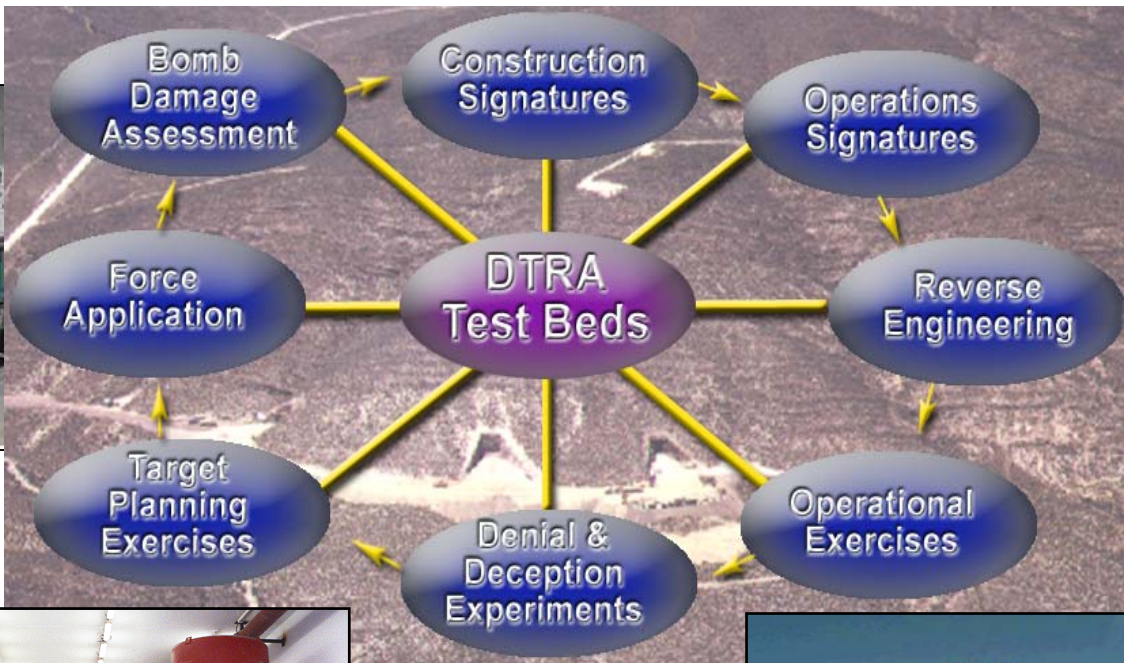 Bomb
Damage
Assessment
Construction
Signatures
Operations
Signatures
Force
Application
DTRA
Test Beds
Reverse
Engineering
Target
Planning
Exercises
Denial &
Deception
Experiments
Operational
Exercises